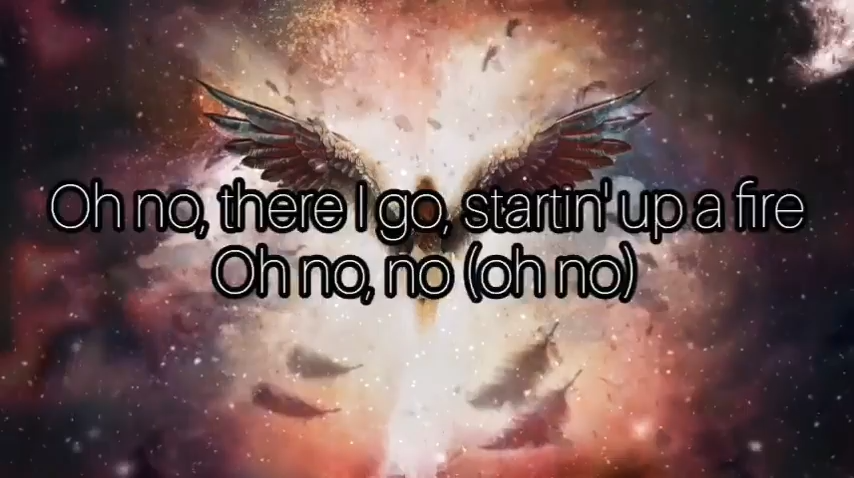 Oh no, there I go, startin' up a fire
Oh no, no (oh no)